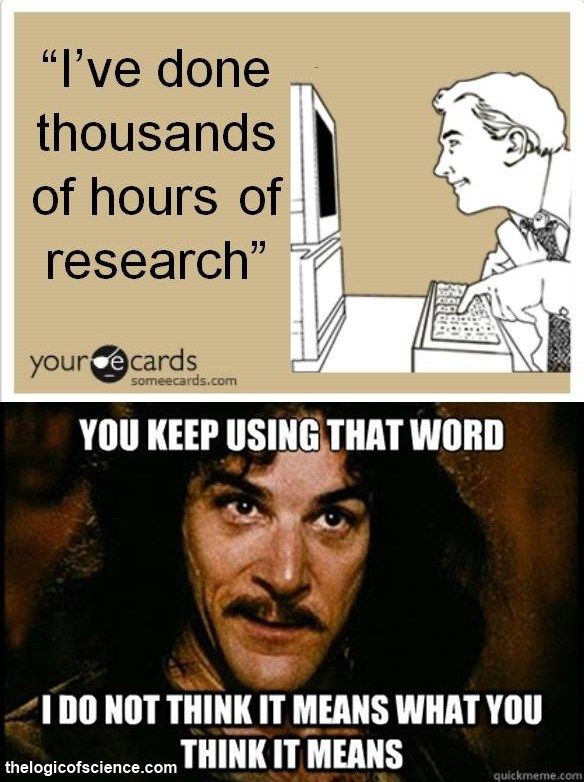 “I’ve done
thousands
of hours of
research”
your e cards
someecards.com
YOU KEEP USING THAT WORD
I DO NOT THINK IT MEANS WHAT YOU
THINK IT MEANS
thelogicofscience.com
quickmeme.com